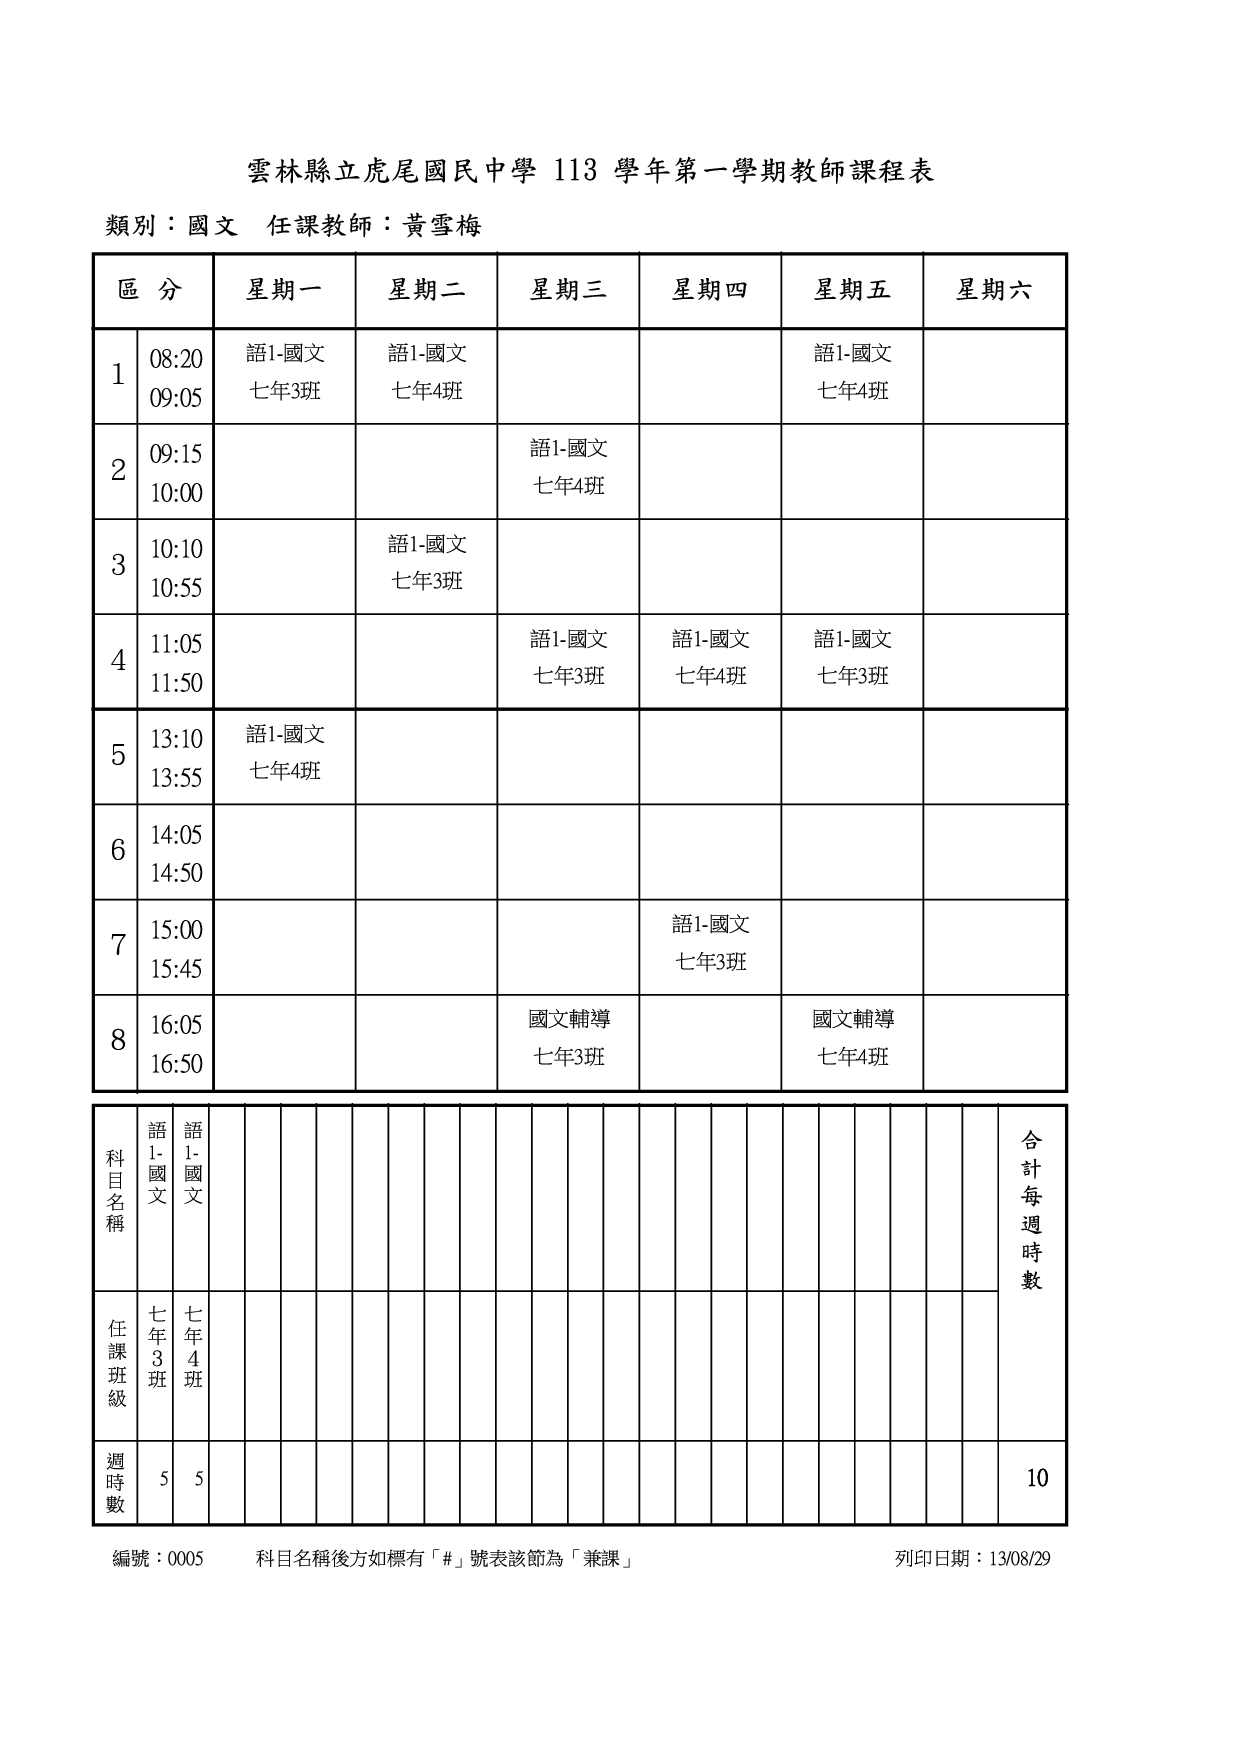 雲林縣立虎尾國民中學 113 學年第一學期教師課程表
類別：國文 任課教師：黃雪梅
區 分 星期一 星期二 星期三 星期四 星期五 星期六
1 08:20 09:05 語1-國文 七年3班 語1-國文 七年4班 語1-國文 七年4班
2 09:15 10:00 語1-國文 七年4班
3 10:10 10:55 語1-國文 七年3班
4 11:05 11:50 語1-國文 七年3班 語1-國文 七年4班 語1-國文 七年3班
5 13:10 13:55 語1-國文 七年4班
6 14:05 14:50
7 15:00 15:45 語1-國文 七年3班
8 16:05 16:50 國文輔導 七年3班 國文輔導 七年4班
科目名稱 語1-國文 語1-國文 合計每週時數
任課班級 七年3班 七年4班
週時數 5 5 10
編號：0005 科目名稱後方如標有「#」號表該節為「兼課」 列印日期：13/08/29